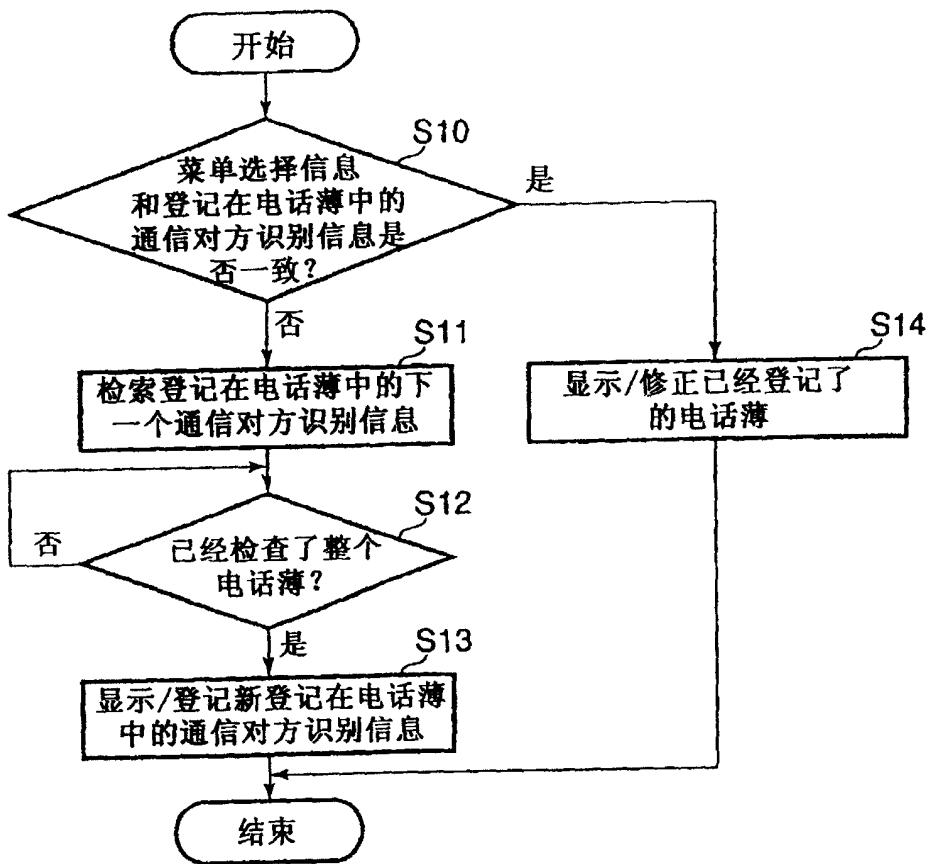 开始
S10
菜单选择信息
和登记在电话薄中的
通信对方识别信息是
否一致？
是
否
S11
检索登记在电话薄中的下
一个通信对方识别信息
S14
显示/修正已经登记了
的电话薄
S12
已经检查了整个
电话薄？
否
是
S13
显示/登记新登记在电话薄
中的通信对方识别信息
结束